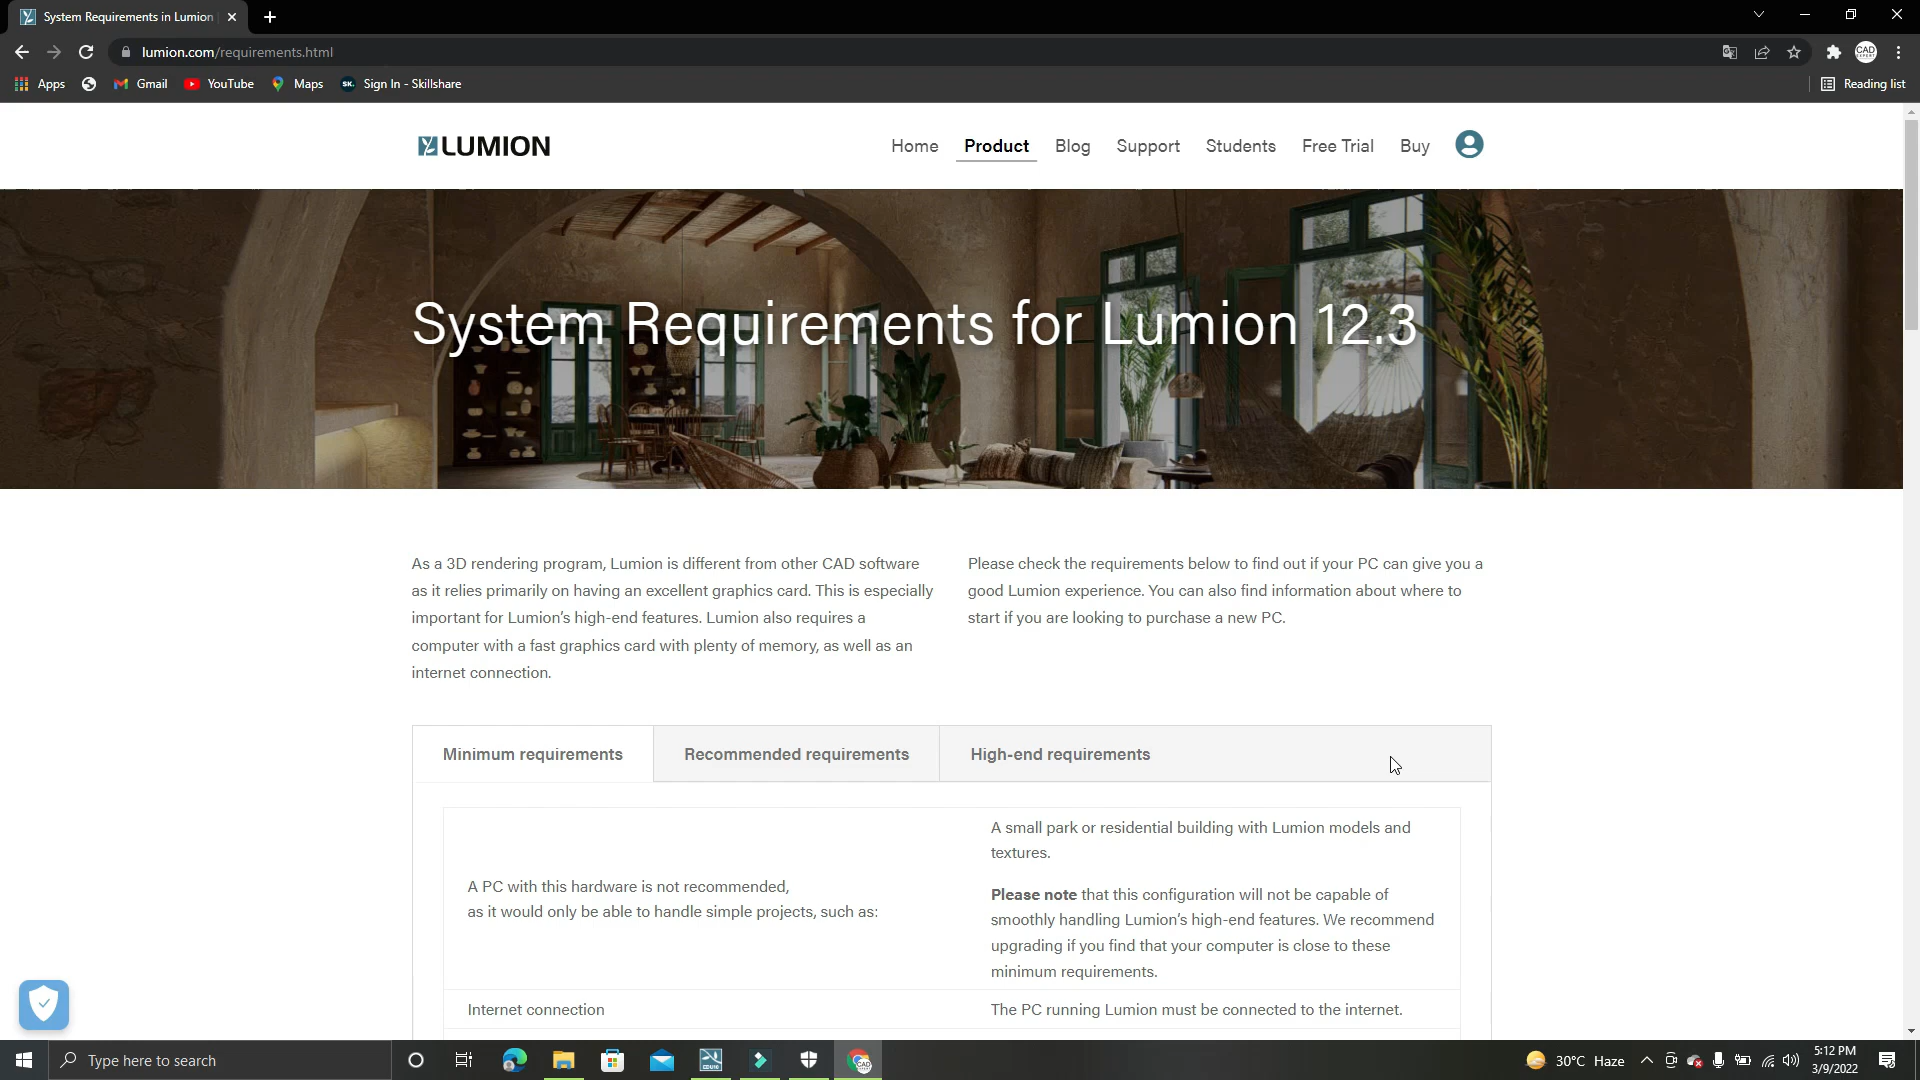 System Requirements in Lumion
lumion.com/requirements.html
Apps
Gmail
YouTube
Maps
SK.
Sign In - Skillshare
Reading list
LUMION
Home
Product
Blog
Support
Students
Free Trial
Buy
System Requirements for Lumion 12.3
As a 3D rendering program, Lumion is different from other CAD software
as it relies primarily on having an excellent graphics card. This is especially
important for Lumion's high-end features. Lumion also requires a
computer with a fast graphics card with plenty of memory, as well as an
internet connection.
Please check the requirements below to find out if your PC can give you a
good Lumion experience. You can also find information about where to
start if you are looking to purchase a new PC.
Minimum requirements
Recommended requirements
High-end requirements
A PC with this hardware is not recommended,
as it would only be able to handle simple projects, such as:
A small park or residential building with Lumion models and
textures.
Please note that this configuration will not be capable of
smoothly handling Lumion's high-end features. We recommend
upgrading if you find that your computer is close to these
minimum requirements.
Internet connection
The PC running Lumion must be connected to the internet.
Type here to search
30°C Haze
5:12 PM
3/9/2022